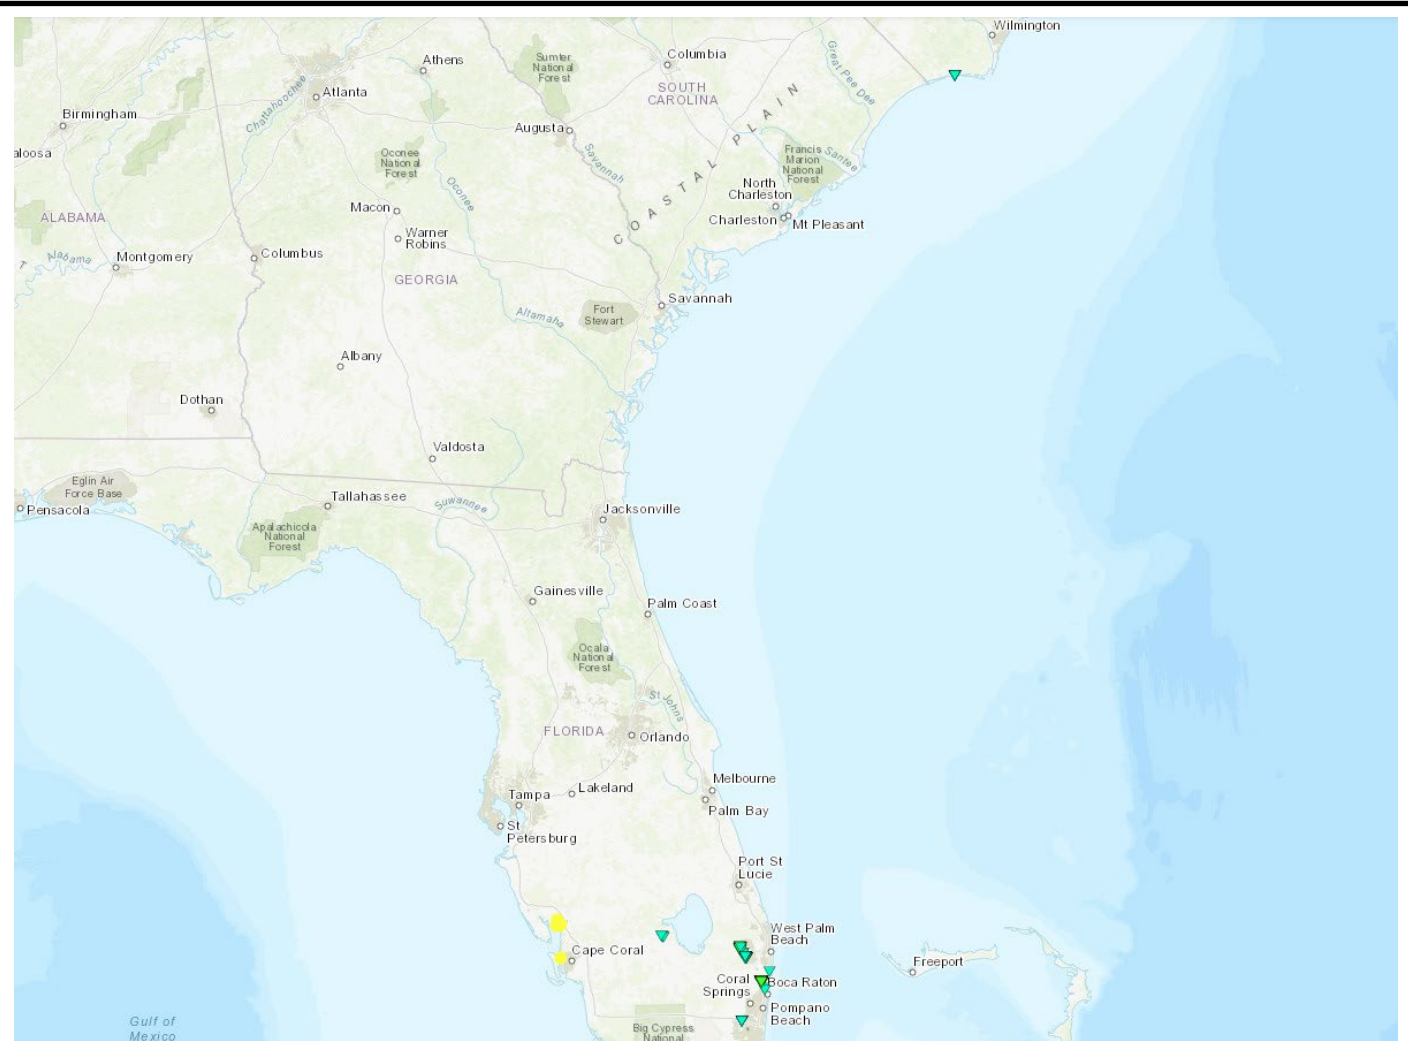 Wilmington
Athens
Sumter
National
Forest
Columbia
Great Pee Dee
SOUTH
CAROLINA
Atlanta
Chattahoochee
Birmingham
Augusta
COASTAL PLAIN
aloosa
Oconee
National
Forest
Savannah
Francis
Marion
National
Forest
Santee
Oconee
North
Charleston
Macon
ALABAMA
Charleston
Mt Pleasant
Warner
Robins
Alabama
Montgomery
Columbus
T
GEORGIA
Savannah
Fort
Stewart
Altamaha
Albany
Dothan
Valdosta
Eglin Air
Force Base
Tallahassee
Suwannee
Pensacola
Jacksonville
Apalachicola
National
Forest
Gainesville
Palm Coast
Ocala
National
Forest
St Johns
FLORIDA
Orlando
Melbourne
Tampa
Lakeland
Palm Bay
St
Petersburg
Port St
Lucie
West Palm
Beach
Cape Coral
Freeport
Coral
Springs
Boca Raton
Pompano
Beach
Gulf of
Mexico
Big Cypress
National